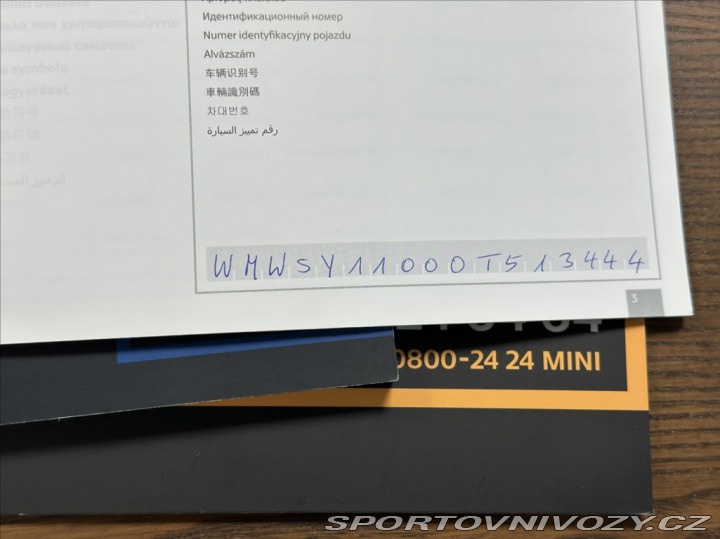 Идентификационный номер
Numer identyfikacyjny pojazdu
Alvázszám
车辆识别号
車輛識別碼
차대번호
رقم تمييز السيارة
WMWSY11000T513444
3
0800-24 24 MINI
SPORTOVNIVOZY.CZ